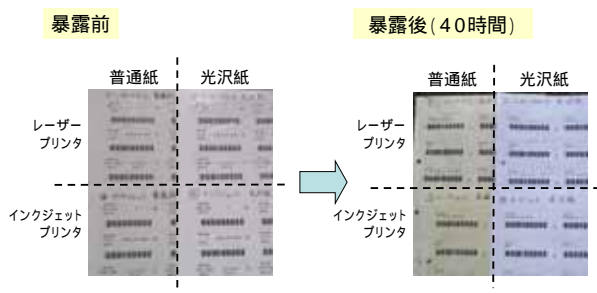 暴露前
暴露後(40時間)
普通紙
光沢紙
普通紙
光沢紙
レーザー
プリンタ
レーザー
プリンタ
インクジェット
プリンタ
インクジェット
プリンタ